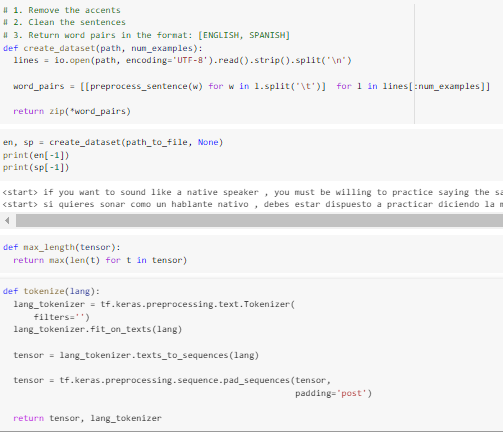 # 1. Remove the accents
# 2. Clean the sentences
# 3. Return word pairs in the format: [ENGLISH, SPANISH]
def create_dataset(path, num_examples):
  lines = io.open(path, encoding='UTF-8').read().strip().split('\n')
  word_pairs = [[preprocess_sentence(w) for w in l.split('\t')]  for l in lines[:num_examples]]
  return zip(*word_pairs)
en, sp = create_dataset(path_to_file, None)
print(en[-1])
print(sp[-1])
<start> if you want to sound like a native speaker , you must be willing to practice saying the sa
<start> si quieres sonar como un hablante nativo , debes estar dispuesto a practicar diciendo la m
def max_length(tensor):
  return max(len(t) for t in tensor)
def tokenize(lang):
  lang_tokenizer = tf.keras.preprocessing.text.Tokenizer(
      filters='')
  lang_tokenizer.fit_on_texts(lang)
  tensor = lang_tokenizer.texts_to_sequences(lang)
  tensor = tf.keras.preprocessing.sequence.pad_sequences(tensor,
                                                         padding='post')
  return tensor, lang_tokenizer